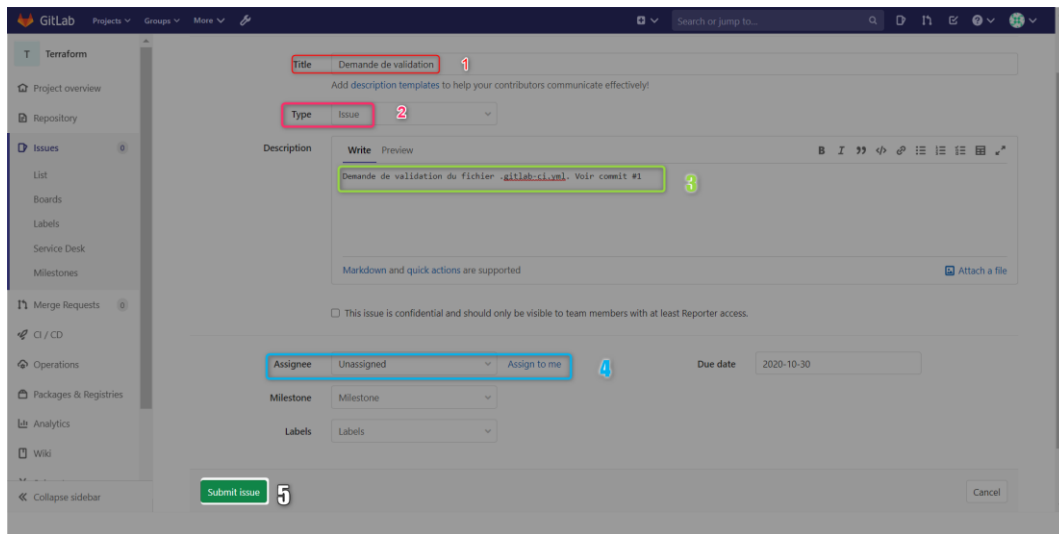 GitLab Projects Groups More Search or jump to...
T Terraform
Project overview
Repository
Issues 0
List
Boards
Labels
Service Desk
Milestones
Merge Requests 0
CI / CD
Operations
Packages & Registries
Analytics
Wiki
Collapse sidebar
Title Demande de validation 1
Add description templates to help your contributors communicate effectively!
Type Issue 2
Description Write Preview B I
Demande de validation du fichier .gitlab-ci.yml. Voir commit #1 3
Markdown and quick actions are supported Attach a file
This issue is confidential and should only be visible to team members with at least Reporter access.
Assignee Unassigned Assign to me 4 Due date 2020-10-30
Milestone Milestone
Labels Labels
Submit issue 5 Cancel